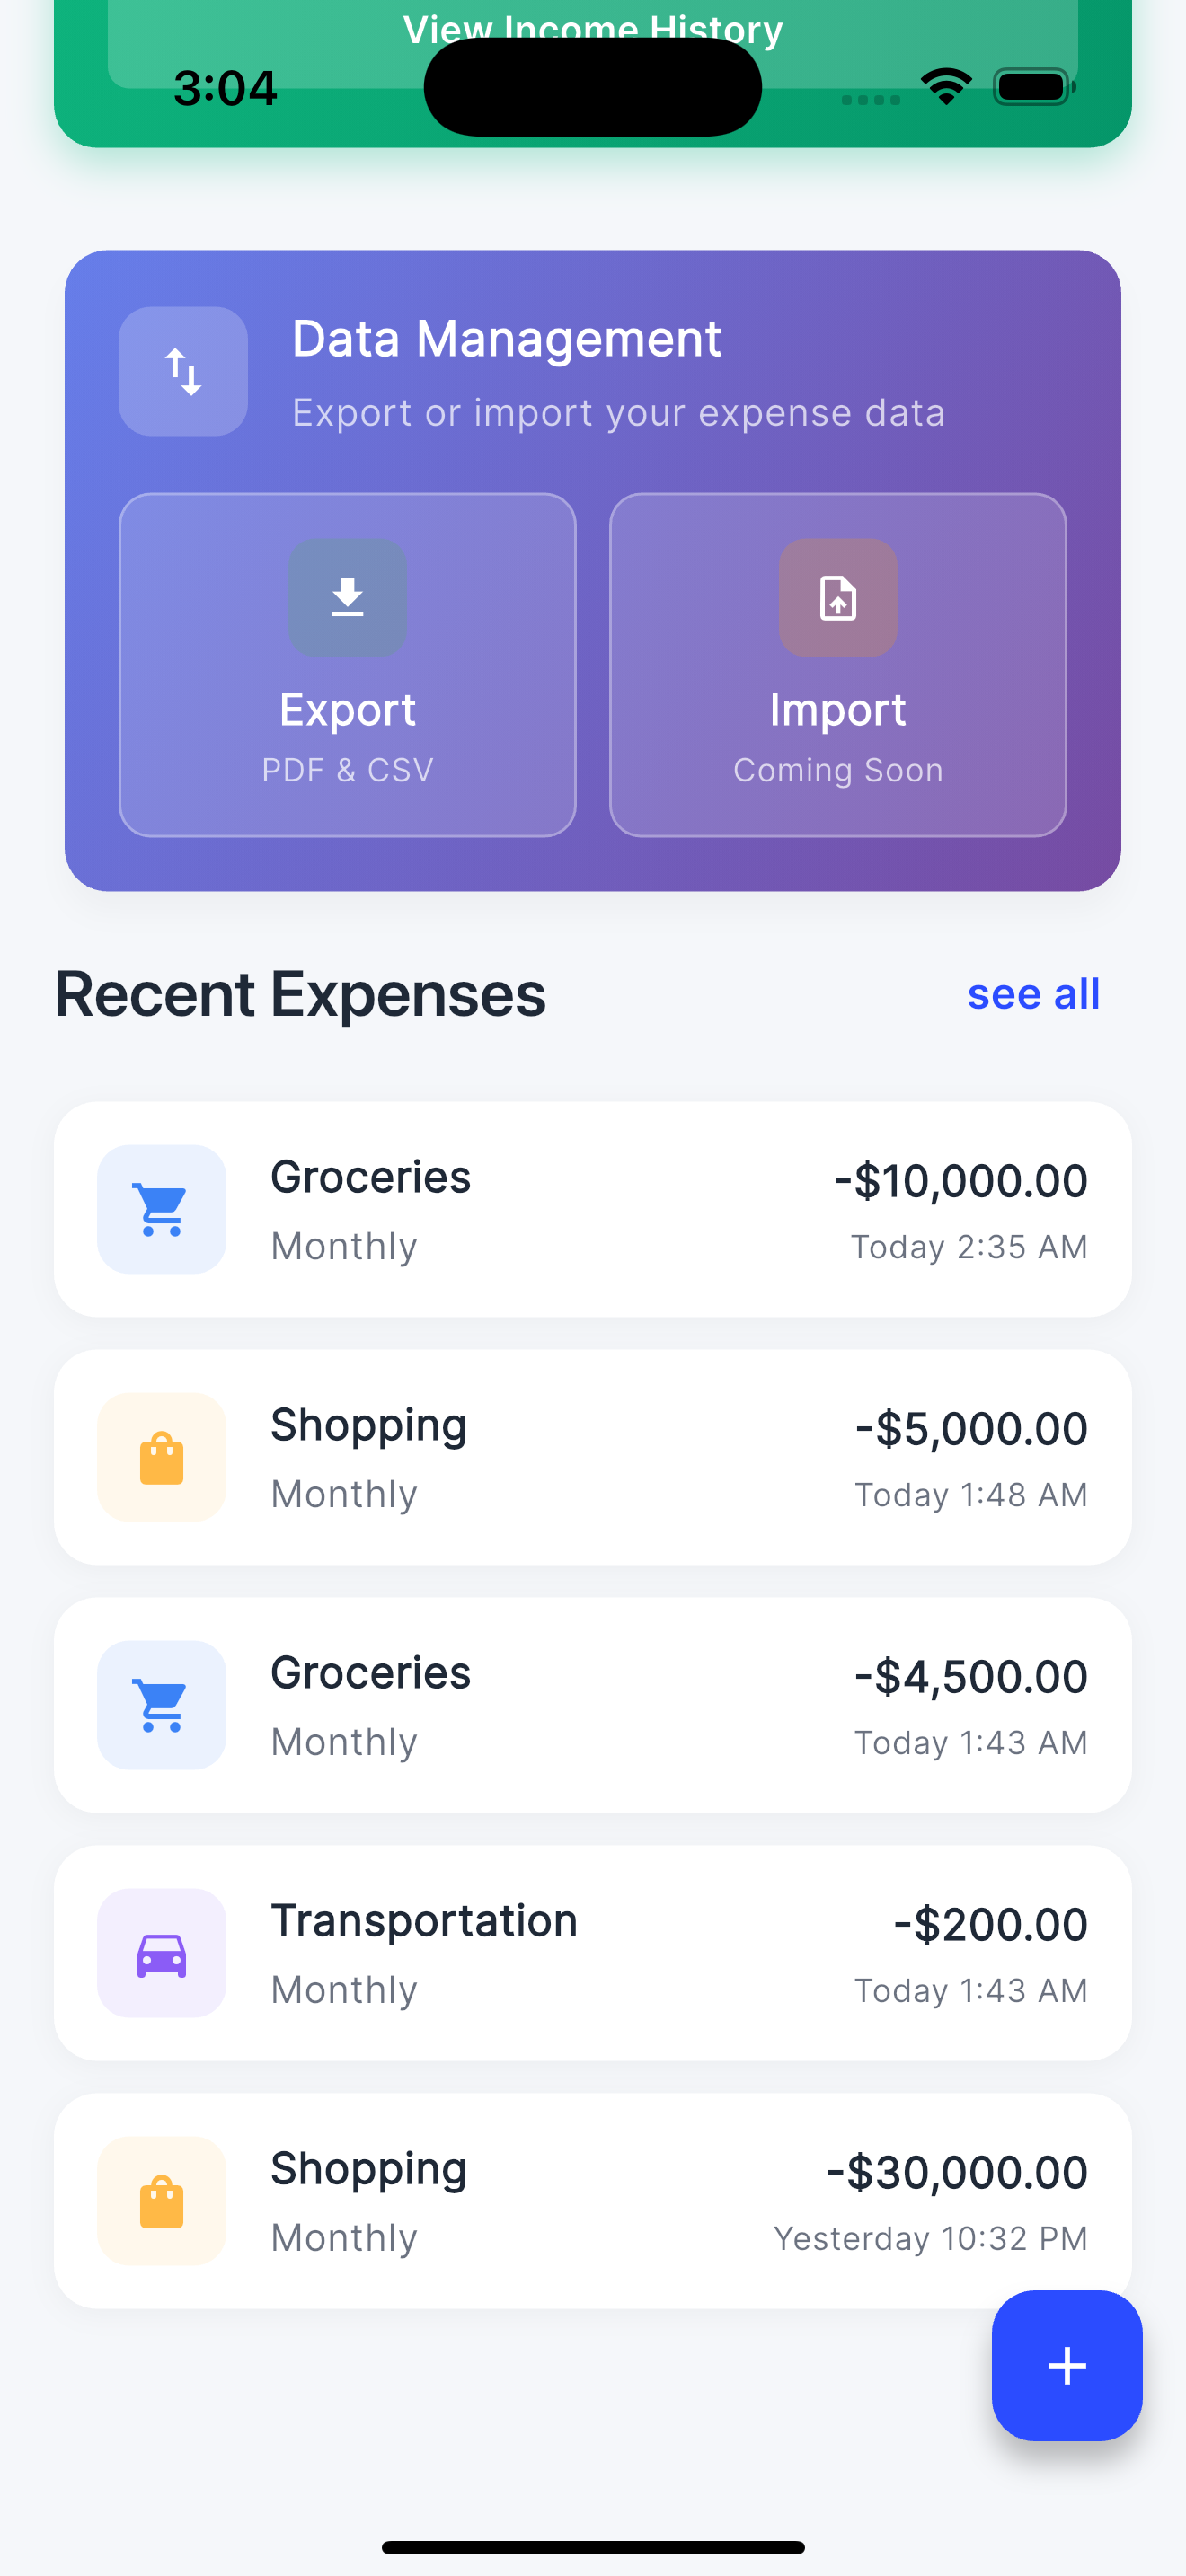 View Income History
3:04
Data Management
Export or import your expense data
Export
PDF & CSV
Import
Coming Soon
Recent Expenses
see all
Groceries
-$10,000.00
Monthly
Today 2:35 AM
Shopping
-$5,000.00
Monthly
Today 1:48 AM
Groceries
-$4,500.00
Monthly
Today 1:43 AM
Transportation
-$200.00
Monthly
Today 1:43 AM
Shopping
-$30,000.00
Monthly
Yesterday 10:32 PM